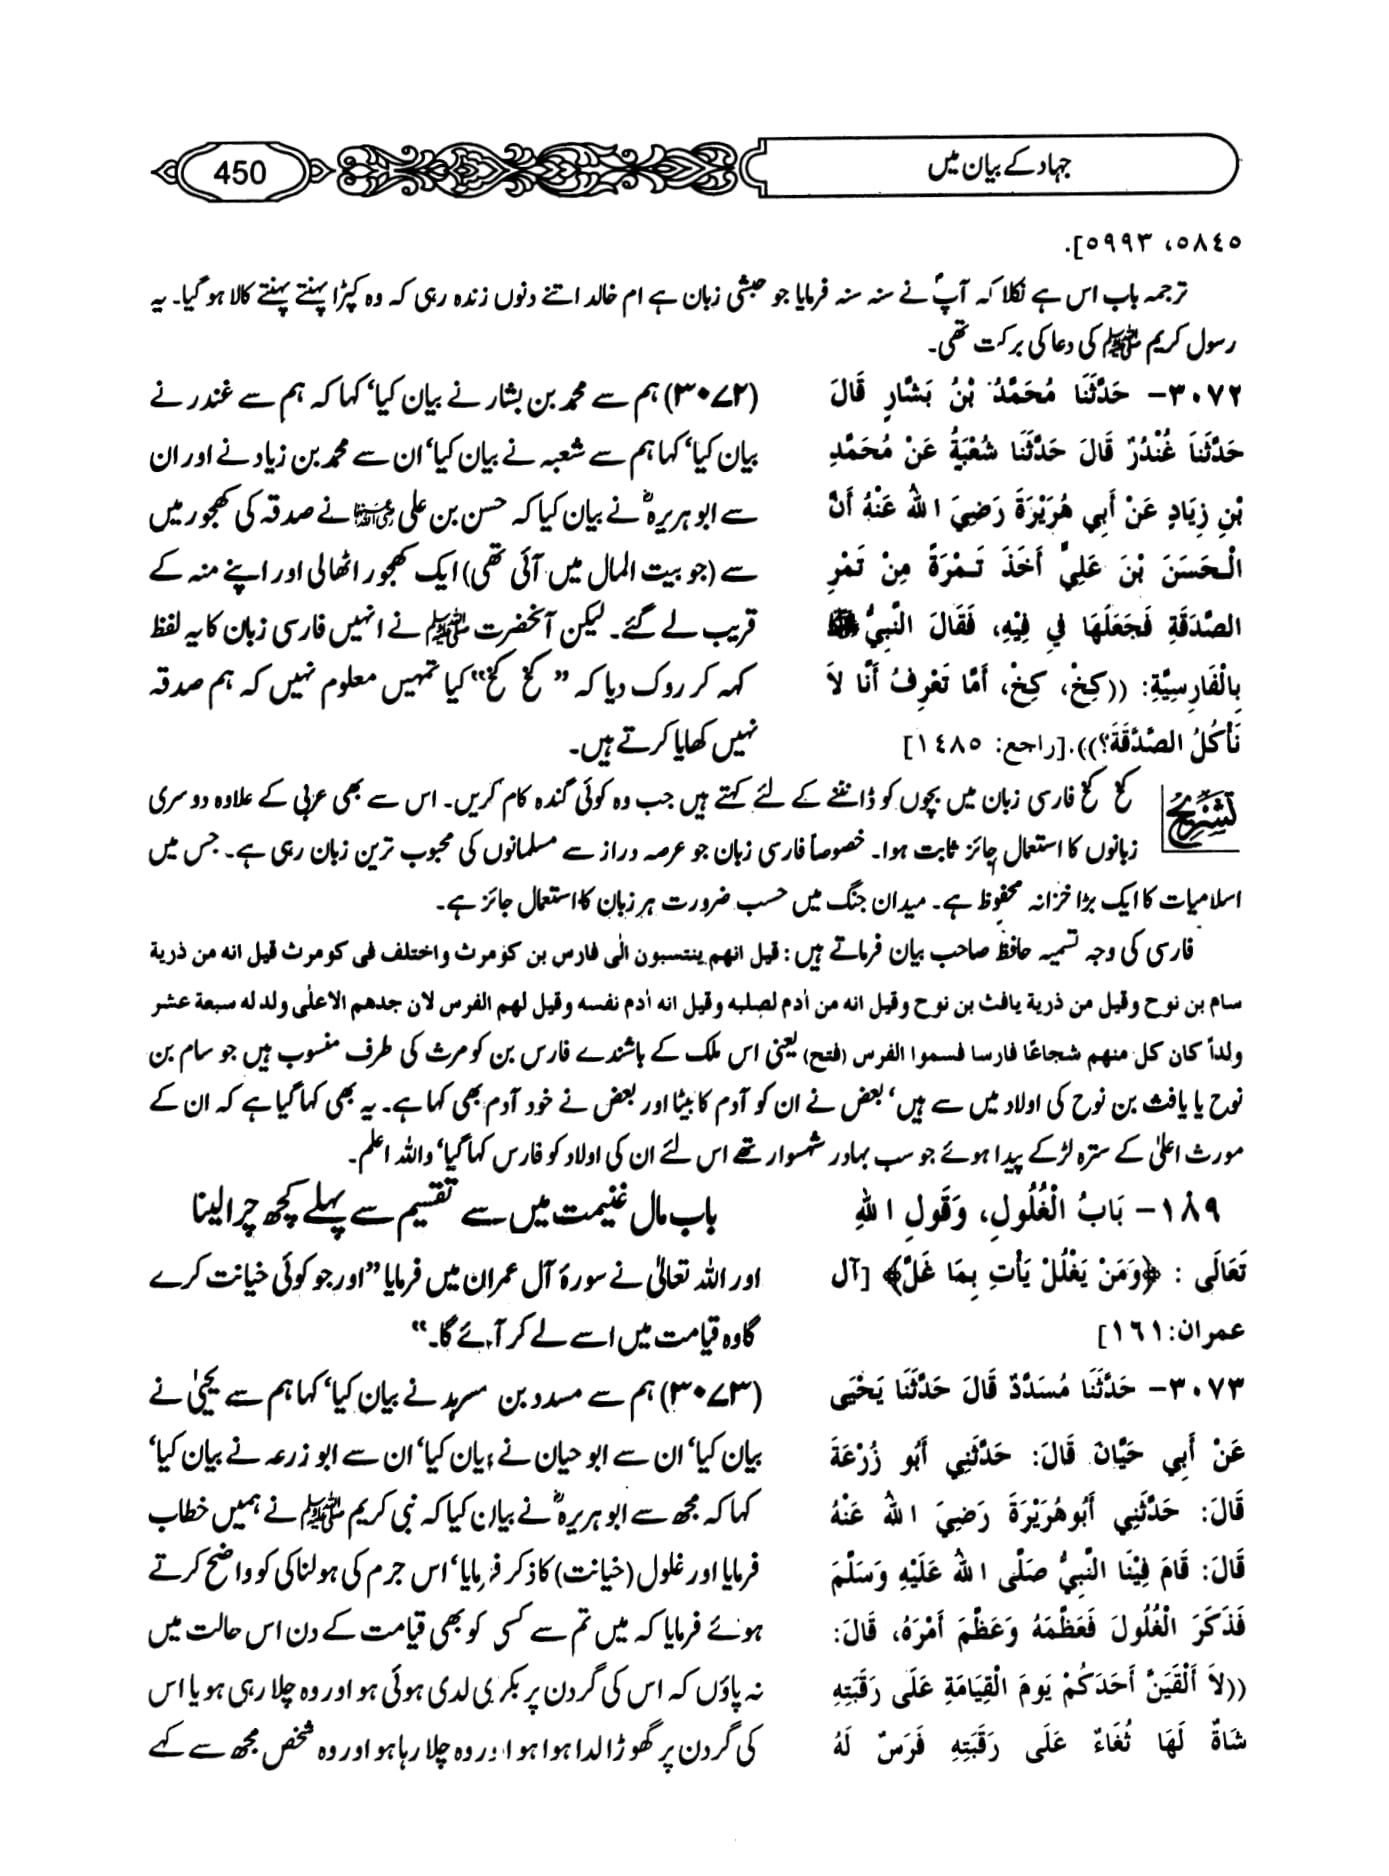 جہاد کے بیان میں
450
٥٨٤٥، ٥٩٩٣].
ترجمہ باب اس ہے نکلا کہ آپؐ نے سنہ سنہ فرمایا جو حبشی زبان ہے ام خالد اتنے دنوں زندہ رہی کہ وہ کپڑا پہنتے پہنتے کالا ہو گیا۔ یہ
رسول کریم ﷺ کی دعا کی برکت تھی۔
٣٠٧٢- حَدَّثَنَا مُحَمَّدُ بْنُ بَشَّارٍ قَالَ
حَدَّثَنَا غُنْدُرٌ قَالَ حَدَّثَنَا شُعْبَةُ عَنْ مُحَمَّدِ
بْنِ زِيَادٍ عَنْ أَبِي هُرَيْرَةَ رَضِيَ اللهُ عَنْهُ أَنَّ
الْحَسَنَ بْنَ عَلِيٍّ أَخَذَ تَمْرَةً مِنْ تَمْرِ
الصَّدَقَةِ فَجَعَلَهَا فِي فِيْهِ، فَقَالَ النَّبِيُّ ﷺ
بِالْفَارِسِيَّةِ: ((كِخْ، كِخْ، أَمَّا تَعْرِفُ أَنَّا لَا
نَأْكُلُ الصَّدَقَةَ؟)).[راجع: ١٤٨٥]
(۳۰۷۲) ہم سے محمد بن بشار نے بیان کیا‘ کہا کہ ہم سے غندر نے
بیان کیا‘ کہا ہم سے شعبہ نے بیان کیا‘ ان سے محمد بن زیاد نے اور ان
سے ابو ہریرہؓ نے بیان کیا کہ حسن بن علی رضی اللہ عنہما نے صدقہ کی کھجور میں
سے (جو بیت المال میں آئی تھی) ایک کھجور اٹھالی اور اپنے منہ کے
قریب لے گئے۔ لیکن آنحضرت ﷺ نے انہیں فارسی زبان کا یہ لفظ
کہہ کر روک دیا کہ ”کخ کخ“ کیا تمہیں معلوم نہیں کہ ہم صدقہ
نہیں کھایا کرتے ہیں۔
تشریح
کخ کخ فارسی زبان میں بچوں کو ڈانٹنے کے لئے کہتے ہیں جب وہ کوئی گندہ کام کریں۔ اس سے بھی عربی کے علاوہ دوسری
زبانوں کا استعمال جائز ثابت ہوا۔ خصوصاً فارسی زبان جو عرصہ دراز سے مسلمانوں کی محبوب ترین زبان رہی ہے۔ جس میں
اسلامیات کا ایک بڑا خزانہ محفوظ ہے۔ میدان جنگ میں حسب ضرورت ہر زبان کا استعمال جائز ہے۔
فارسی کی وجہ تسمیہ حافظ صاحب بیان فرماتے ہیں: قیل انهم ینتسبون الٰی فارس بن کومرث واختلف فی کومرث قیل انه من ذریة
سام بن نوح وقیل من ذریة یافث بن نوح وقیل انه من اٰدم لصلبه وقیل انه اٰدم نفسه وقیل لهم الفرس لان جدهم الاعلٰی ولد له سبعة عشر
ولداً کان کل منهم شجاعًا فارسا فسموا الفرس (فتح) یعنی اس ملک کے باشندے فارس بن کومرث کی طرف منسوب ہیں جو سام بن
نوح یا یافث بن نوح کی اولاد میں سے ہیں‘ بعض نے ان کو آدم کا بیٹا اور بعض نے خود آدم بھی کہا ہے۔ یہ بھی کہا گیا ہے کہ ان کے
مورث اعلیٰ کے سترہ لڑکے پیدا ہوئے جو سب بہادر شہسوار تھے اس لئے ان کی اولاد کو فارس کہا گیا‘ واللہ اعلم۔
١٨٩- بَابُ الْغُلُولِ، وَقَولِ اللهِ
تَعَالَى : ﴿وَمَنْ يَغْلُلْ يَأْتِ بِمَا غَلَّ﴾ [آل
عمران: ١٦١]
باب مال غنیمت میں سے تقسیم سے پہلے کچھ چرا لینا
اور اللہ تعالیٰ نے سورۂ آل عمران میں فرمایا ”اور جو کوئی خیانت کرے
گا وہ قیامت میں اسے لے کر آئے گا۔“
٣٠٧٣- حَدَّثَنَا مُسَدَّدٌ قَالَ حَدَّثَنَا يَحْيَى
عَنْ أَبِي حَيَّانَ قَالَ: حَدَّثَنِي أَبُو زُرْعَةَ
قَالَ: حَدَّثَنِي أَبُوهُرَيْرَةَ رَضِيَ اللهُ عَنْهُ
قَالَ: قَامَ فِيْنَا النَّبِيُّ صَلَّى اللهُ عَلَيْهِ وَسَلَّمَ
فَذَكَرَ الْغُلُولَ فَعَظَّمَهُ وَعَظَّمَ أَمْرَهُ، قَالَ:
((لَا أَلْقَيَنَّ أَحَدَكُمْ يَومَ الْقِيَامَةِ عَلَى رَقَبَتِهِ
شَاةٌ لَهَا ثُغَاءٌ عَلَى رَقَبَتِهِ فَرَسٌ لَهُ
(۳۰۷۳) ہم سے مسدد بن مسرہد نے بیان کیا‘ کہا ہم سے یحییٰ نے
بیان کیا‘ ان سے ابو حیان نے بیان کیا‘ ان سے ابو زرعہ نے بیان کیا‘
کہا کہ مجھ سے ابو ہریرہؓ نے بیان کیا کہ نبی کریم ﷺ نے ہمیں خطاب
فرمایا اور غلول (خیانت) کا ذکر فرمایا‘ اس جرم کی ہولناکی کو واضح کرتے
ہوئے فرمایا کہ میں تم سے کسی کو بھی قیامت کے دن اس حالت میں
نہ پاؤں کہ اس کی گردن پر بکری لدی ہوئی ہو اور وہ چلا رہی ہو یا اس
کی گردن پر گھوڑا لدا ہوا ہو اور وہ چلا رہا ہو اور وہ شخص مجھ سے کہے